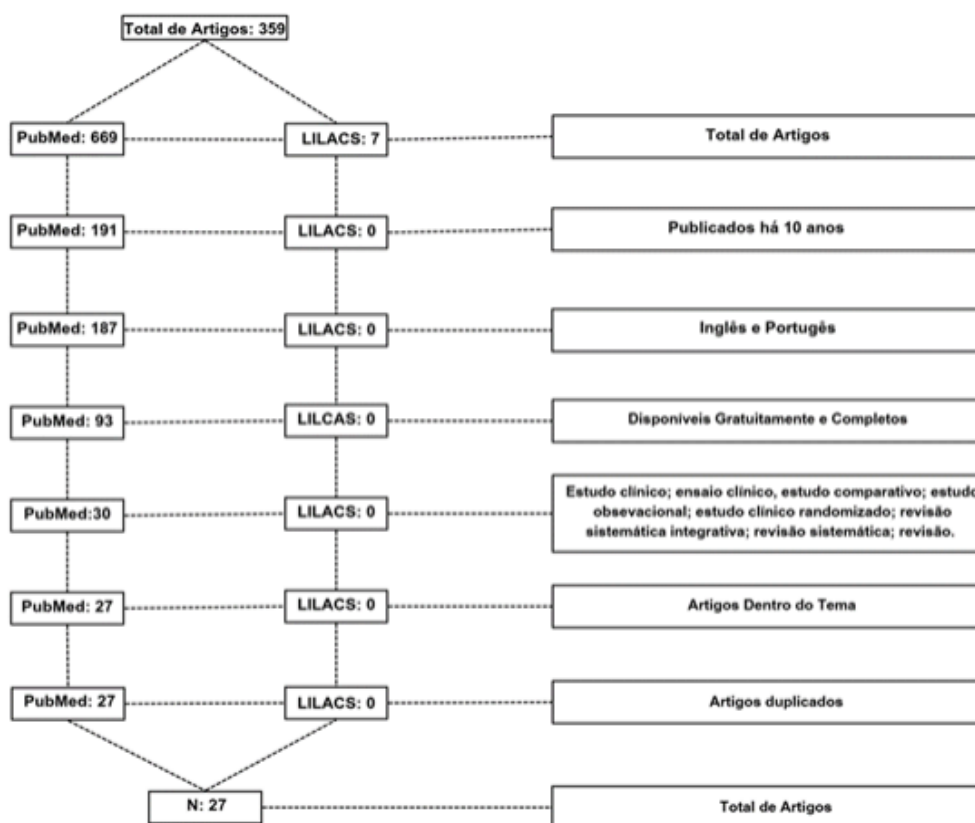 Total de Artigos: 359
PubMed: 669
LILACS: 7
Total de Artigos
PubMed: 191
LILACS: 0
Publicados há 10 anos
PubMed: 187
LILACS: 0
Inglês e Portugês
PubMed: 93
LILCAS: 0
Disponíveis Gratuitamente e Completos
PubMed:30
LILACS: 0
Estudo clínico; ensaio clínico, estudo comparativo; estudo
obsevacional; estudo clínico randomizado; revisão
sistemática integrativa; revisão sistemática; revisão.
PubMed: 27
LILACS: 0
Artigos Dentro do Tema
PubMed: 27
LILACS: 0
Artigos duplicados
N: 27
Total de Artigos